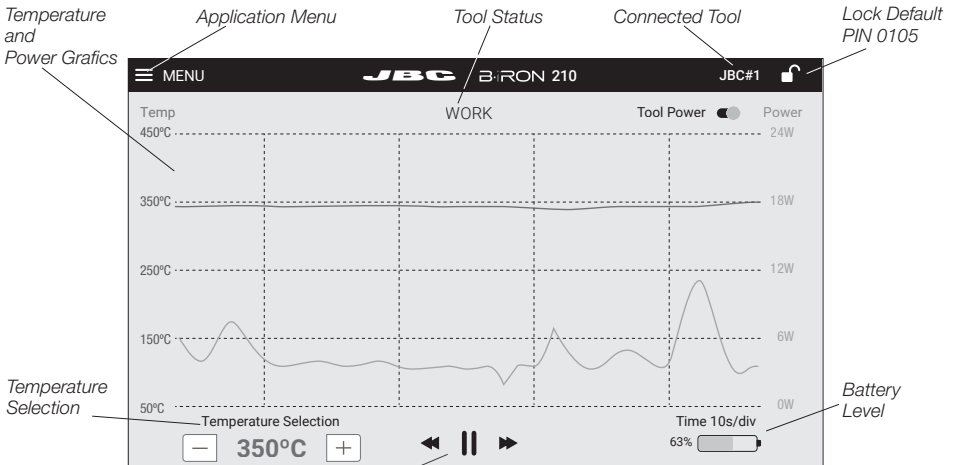 Temperature
and
Power Grafics
Application Menu
Tool Status
Connected Tool
Lock Default
PIN 0105
MENU
JBC B·iRON 210
JBC#1
Temp
WORK
Tool Power
Power
450ºC
24W
350ºC
18W
250ºC
12W
150ºC
6W
50ºC
0W
Temperature
Selection
Temperature Selection
Time 10s/div
Battery
Level
− 350ºC +
63%